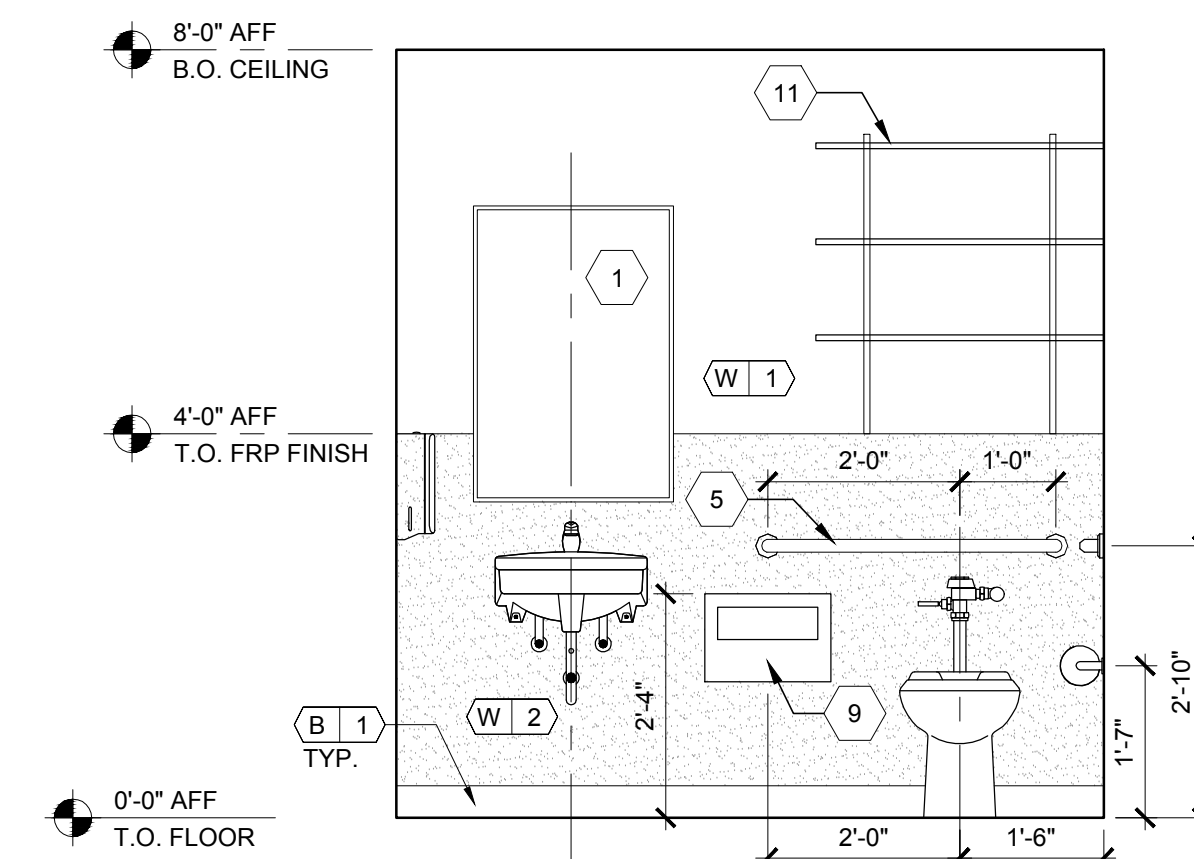 8'-0" AFF
B.O. CEILING
11
1
W 1
4'-0" AFF
T.O. FRP FINISH
2'-0" 1'-0"
5
2'-4"
9
W 2
B 1
TYP.
1'-7"
2'-10"
0'-0" AFF
T.O. FLOOR
2'-0" 1'-6"